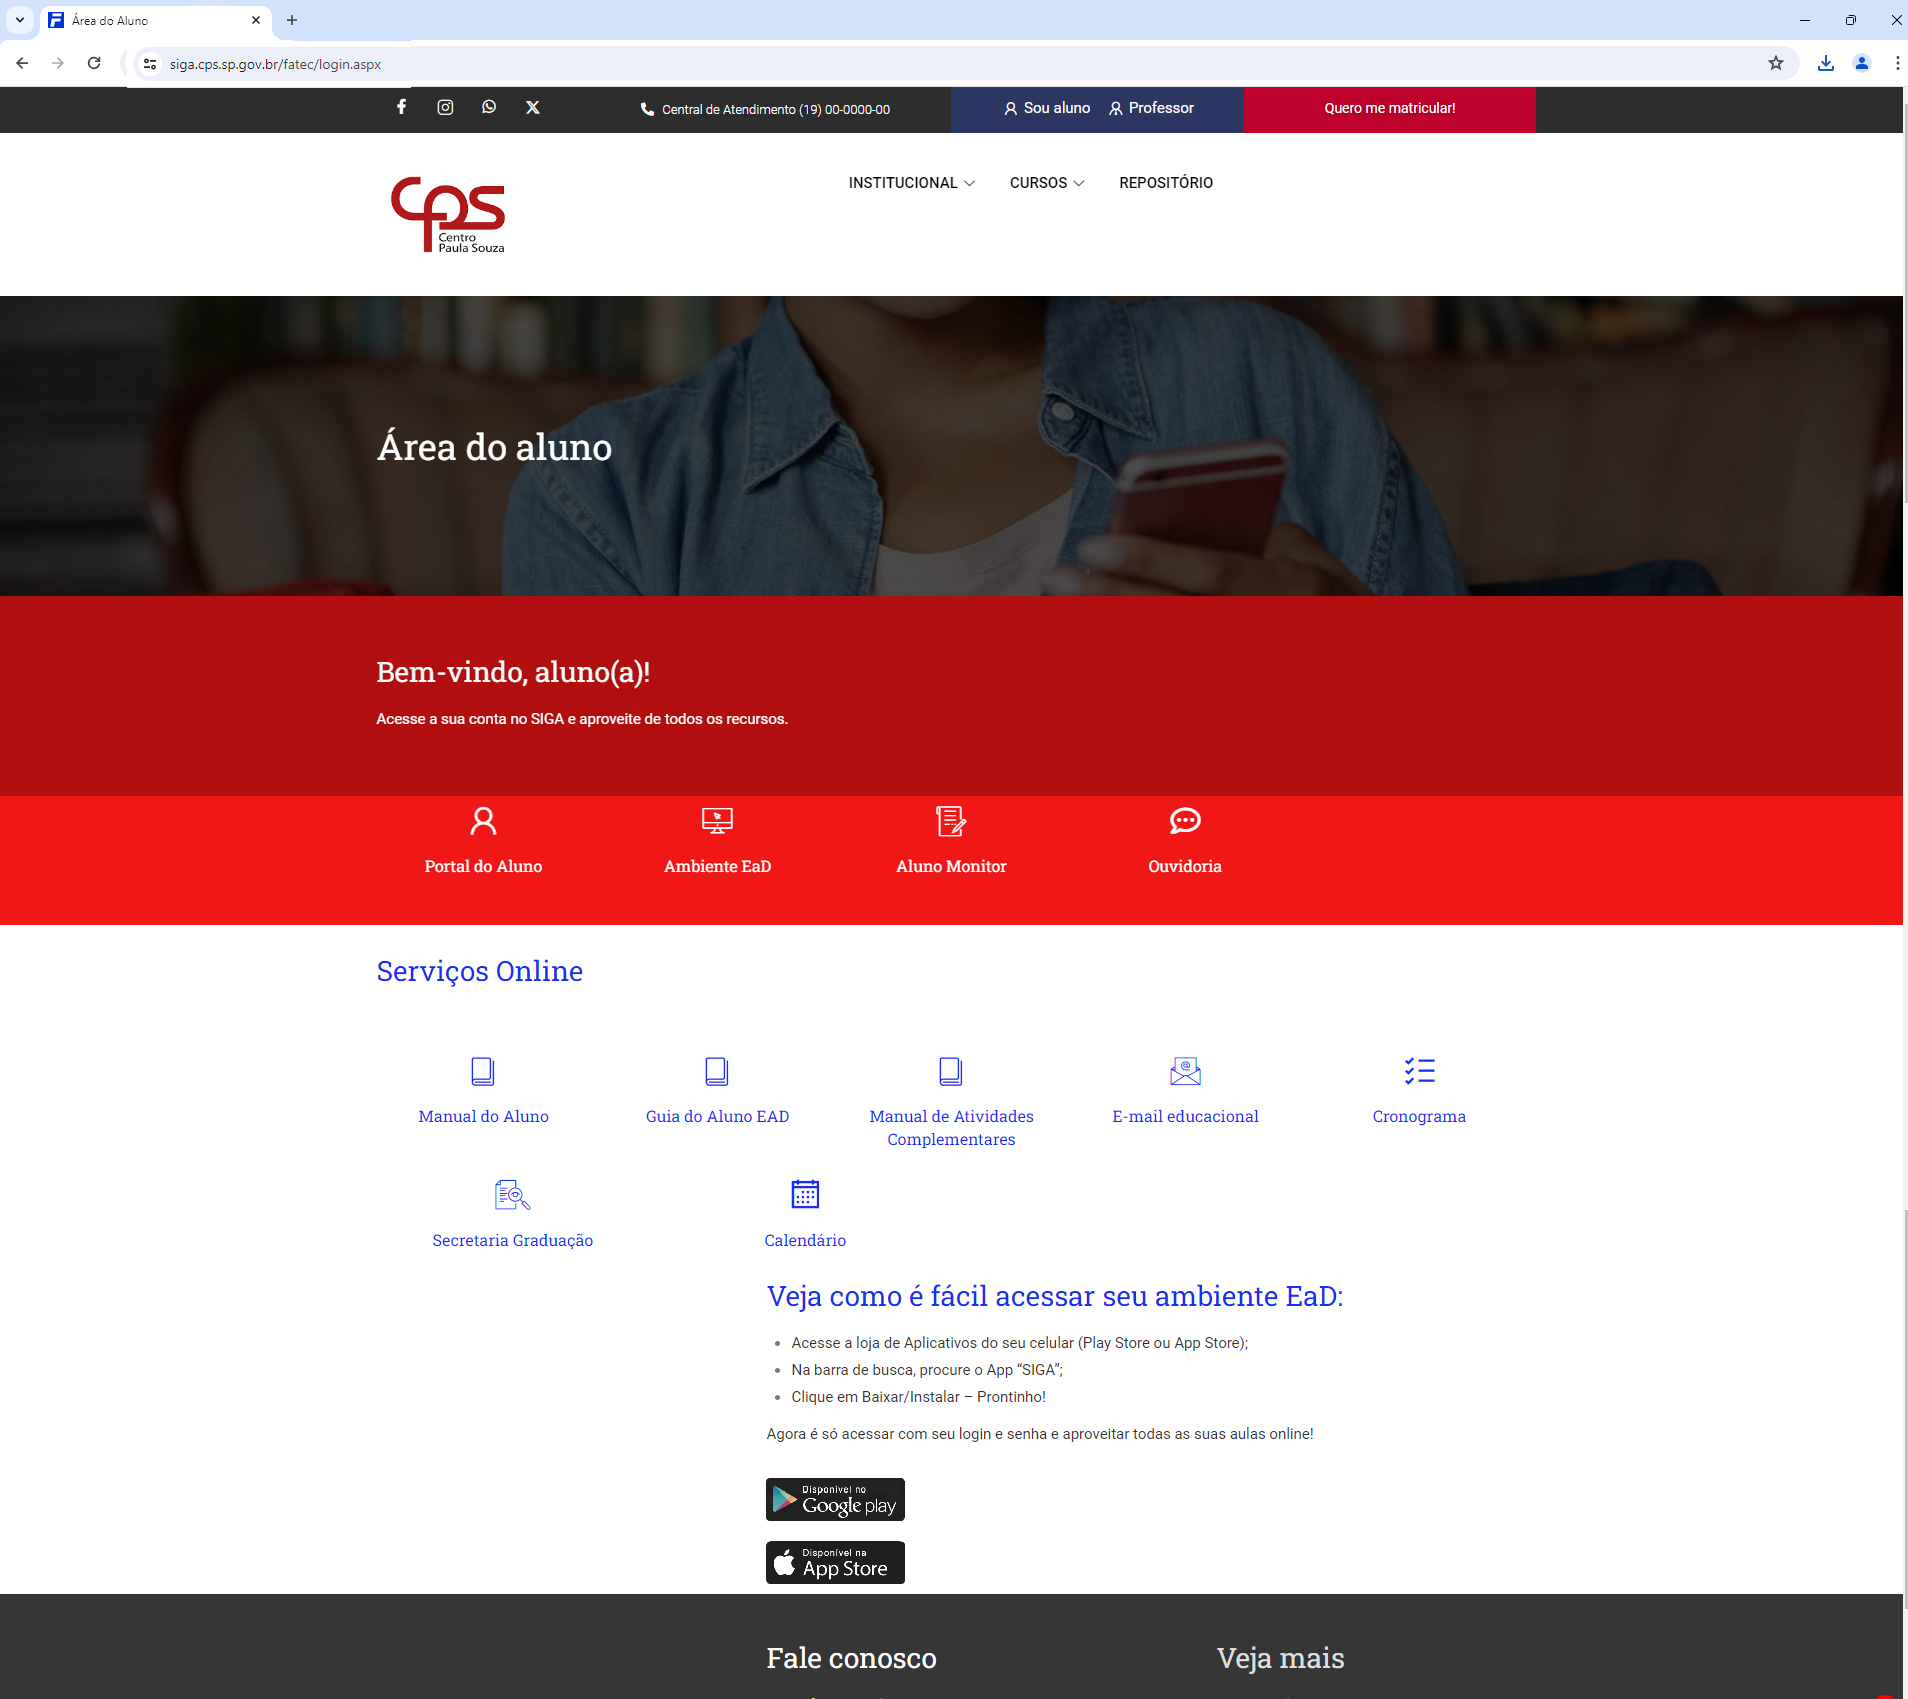 Área do Aluno
siga.cps.sp.gov.br/fatec/login.aspx
Central de Atendimento (19) 00-0000-00
Sou aluno
Professor
Quero me matricular!
cps
Centro
Paula Souza
INSTITUCIONAL
CURSOS
REPOSITÓRIO
Área do aluno
Bem-vindo, aluno(a)!
Acesse a sua conta no SIGA e aproveite de todos os recursos.
Portal do Aluno
Ambiente EaD
Aluno Monitor
Ouvidoria
Serviços Online
Manual do Aluno
Guia do Aluno EAD
Manual de Atividades
Complementares
E-mail educacional
Cronograma
Secretaria Graduação
Calendário
Veja como é fácil acessar seu ambiente EaD:
Acesse a loja de Aplicativos do seu celular (Play Store ou App Store);
Na barra de busca, procure o App “SIGA”;
Clique em Baixar/Instalar – Prontinho!
Agora é só acessar com seu login e senha e aproveitar todas as suas aulas online!
Disponível no
Google play
Disponível na
App Store
Fale conosco
Veja mais